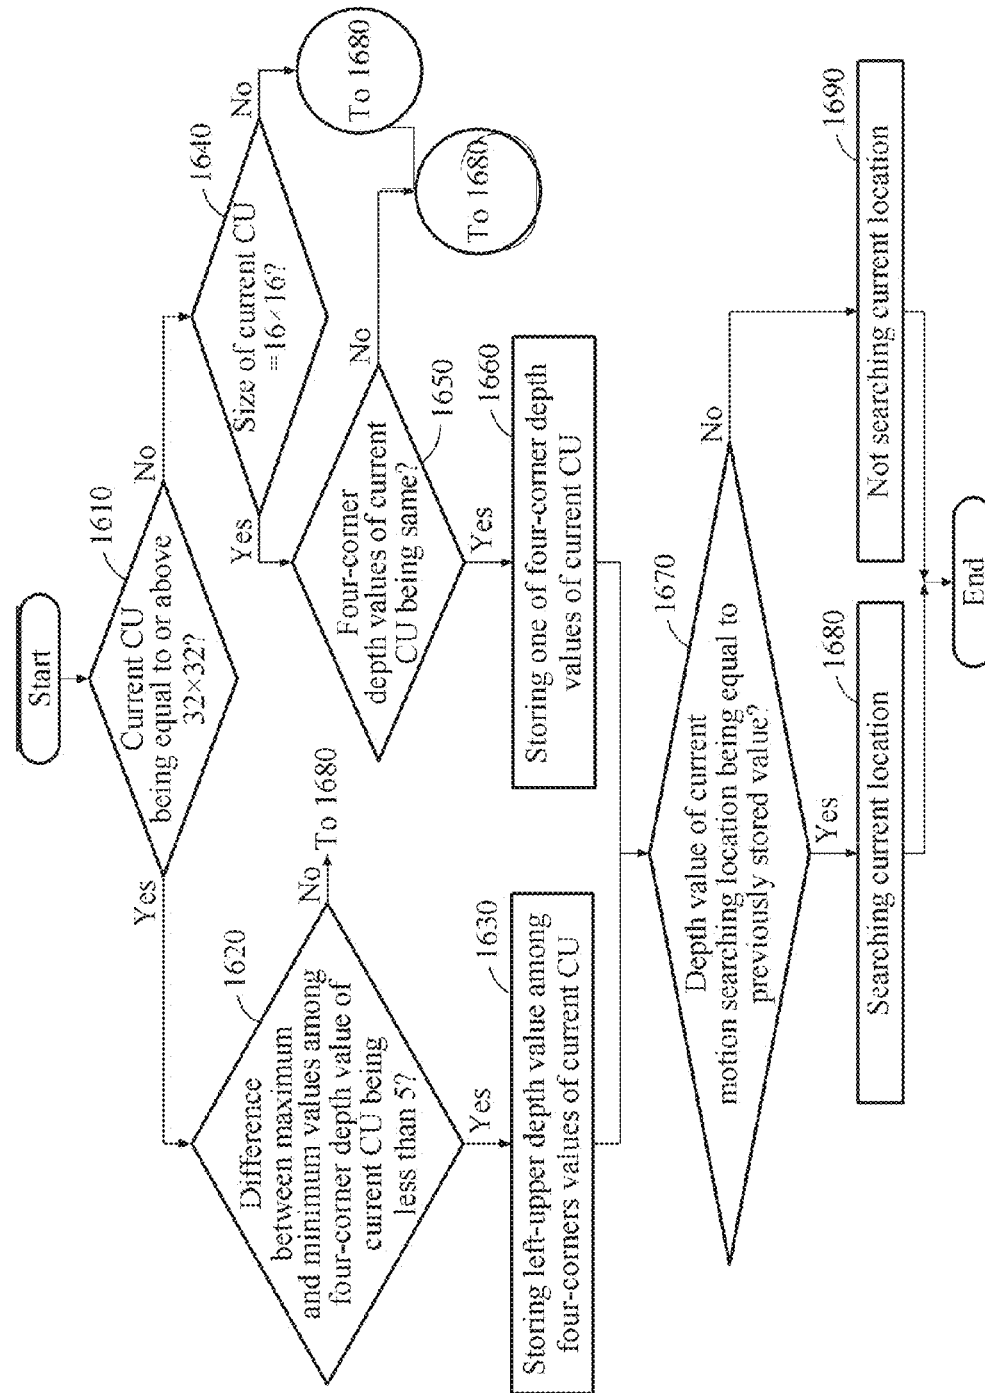 Start
1610
Current CU
being equal to or above
32×32?
Yes
No
1620
Difference
between maximum
and minimum values among
four-corner depth value of
current CU being
less than 5?
No
To 1680
Yes
1630
Storing left-upper depth value among
four-corners values of current CU
1640
Size of current CU
=16×16?
No
To 1680
Yes
Four-corner
depth values of current
CU being same?
1650
No
To 1680
Yes
1660
Storing one of four-corner depth
values of current CU
1670
Depth value of current
motion searching location being equal to
previously stored value?
No
Yes
1680
Searching current location
1690
Not searching current location
End